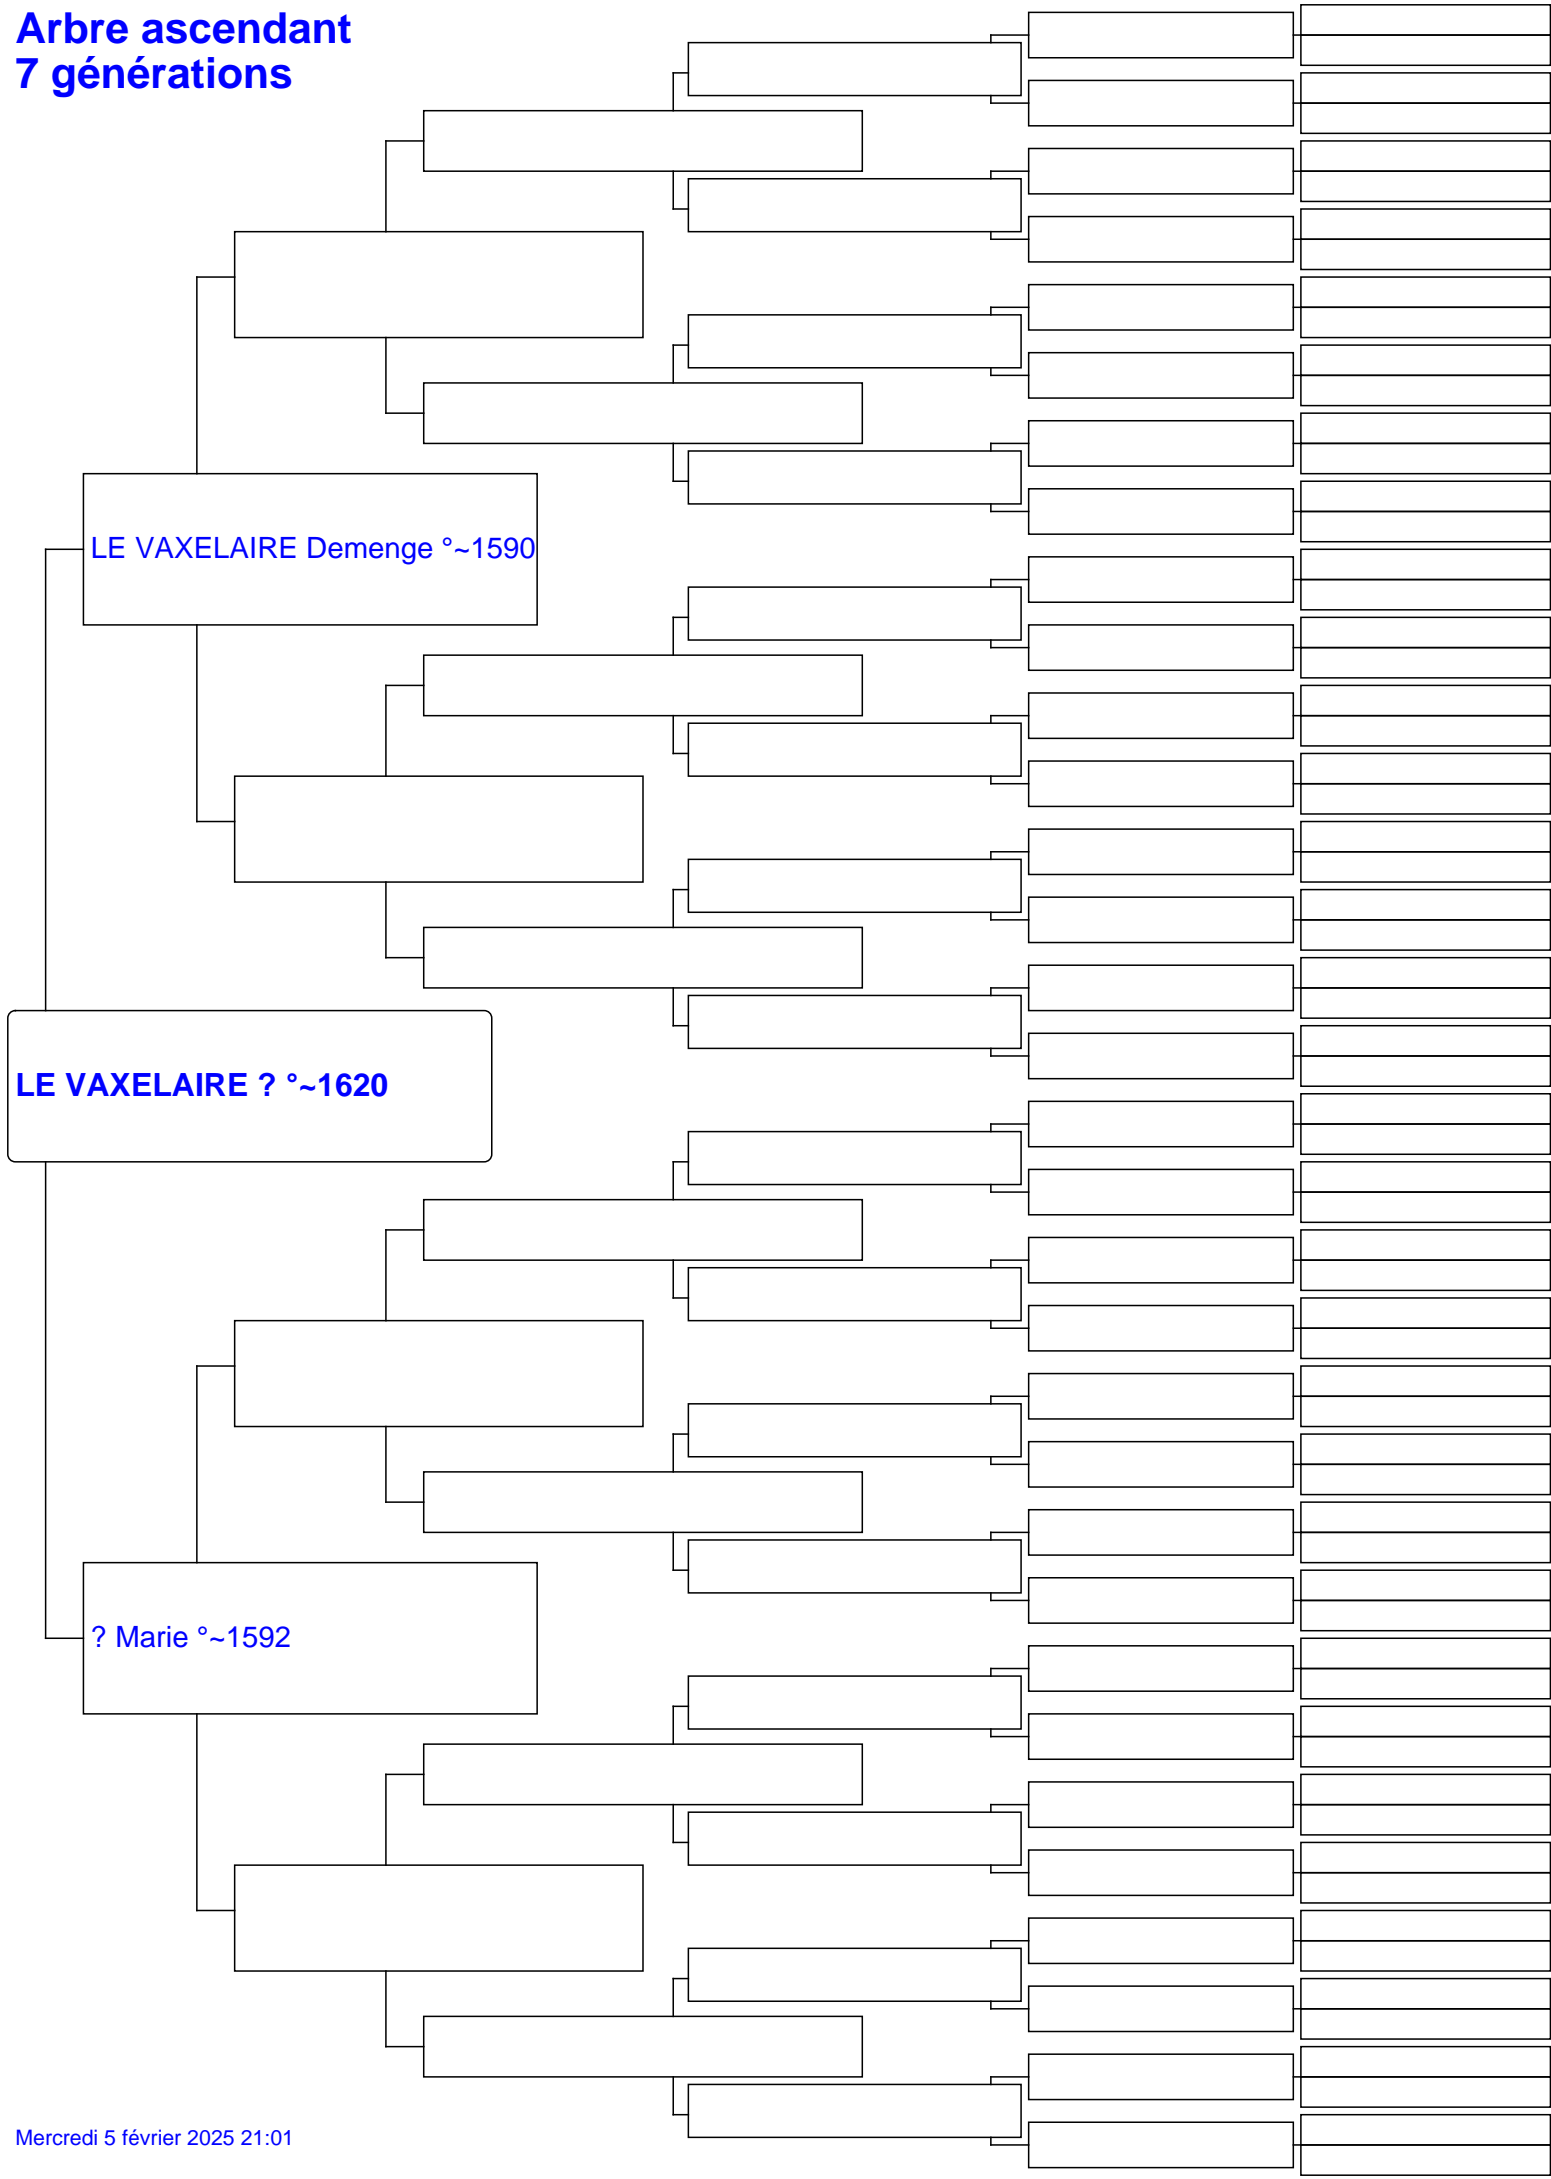 Arbre ascendant
7 générations
LE VAXELAIRE Demenge °~1590
LE VAXELAIRE ? °~1620
? Marie °~1592
Mercredi 5 février 2025 21:01